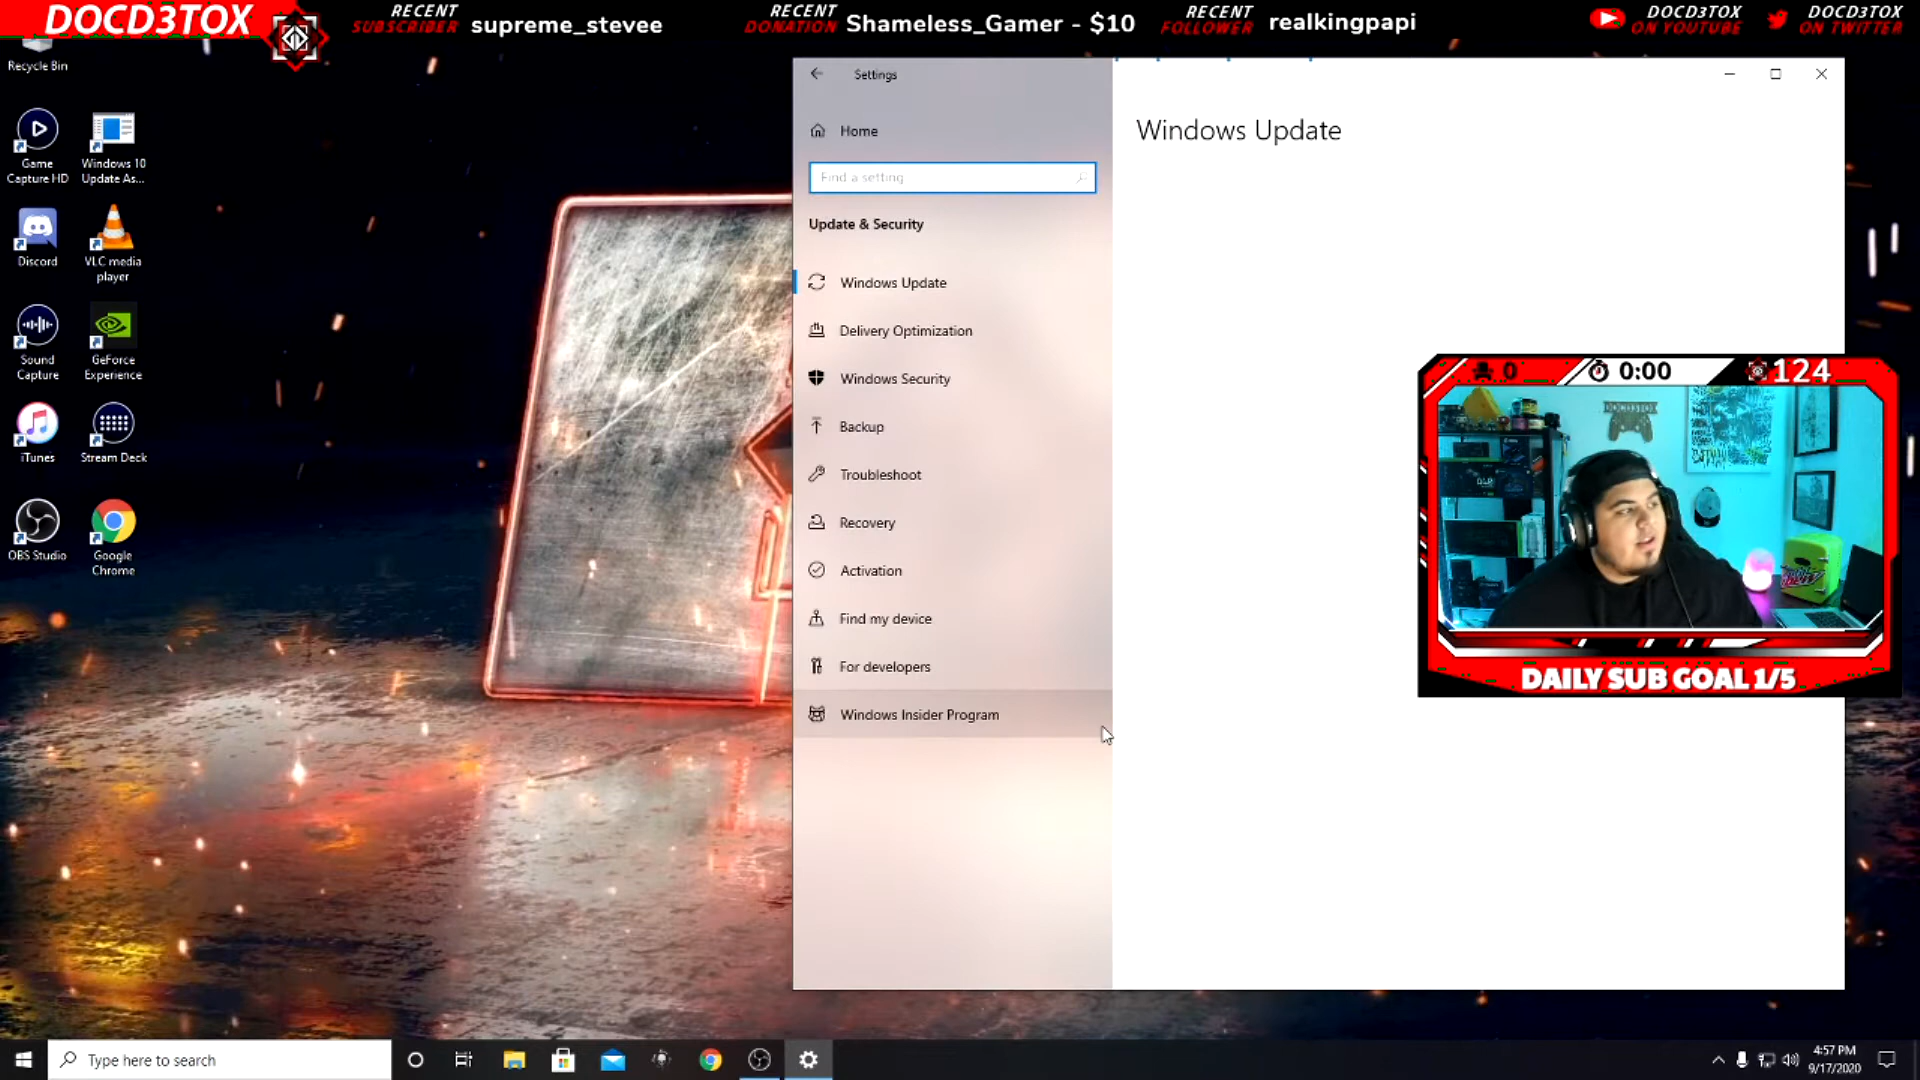 DOCD3TOX
RECENT SUBSCRIBER supreme_stevee
RECENT DONATION Shameless_Gamer - $10
RECENT FOLLOWER realkingpapi
DOCD3TOX ON YOUTUBE
DOCD3TOX ON TWITTER
Recycle Bin
Game Capture HD
Windows 10 Update As...
Discord
VLC media player
Sound Capture
GeForce Experience
iTunes
Stream Deck
OBS Studio
Google Chrome
Settings
Home
Find a setting
Update & Security
Windows Update
Delivery Optimization
Windows Security
Backup
Troubleshoot
Recovery
Activation
Find my device
For developers
Windows Insider Program
Windows Update
0
0:00
124
DOCD3TOX
DAILY SUB GOAL 1/5
Type here to search
4:57 PM
9/17/2020